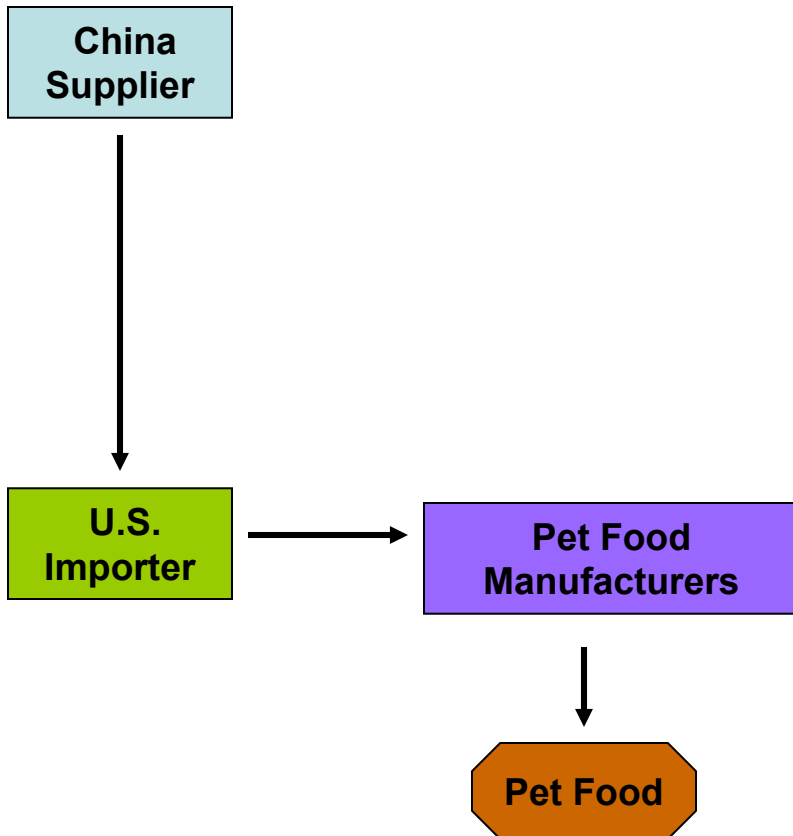 China
Supplier
U.S.
Importer
Pet Food
Manufacturers
Pet Food